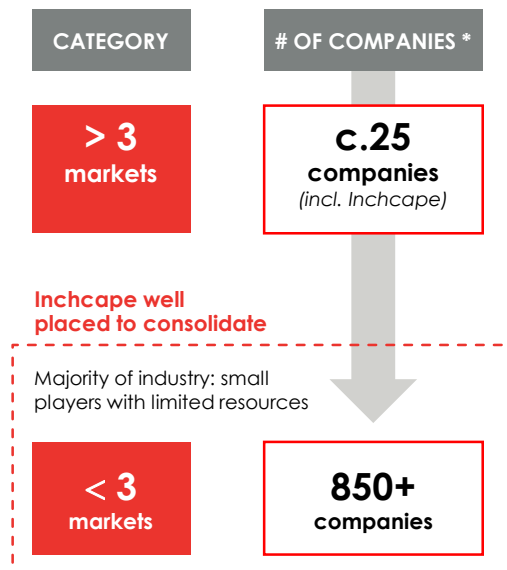 CATEGORY
# OF COMPANIES *
> 3
markets
c.25
companies
(incl. Inchcape)
Inchcape well
placed to consolidate
Majority of industry: small
players with limited resources
< 3
markets
850+
companies